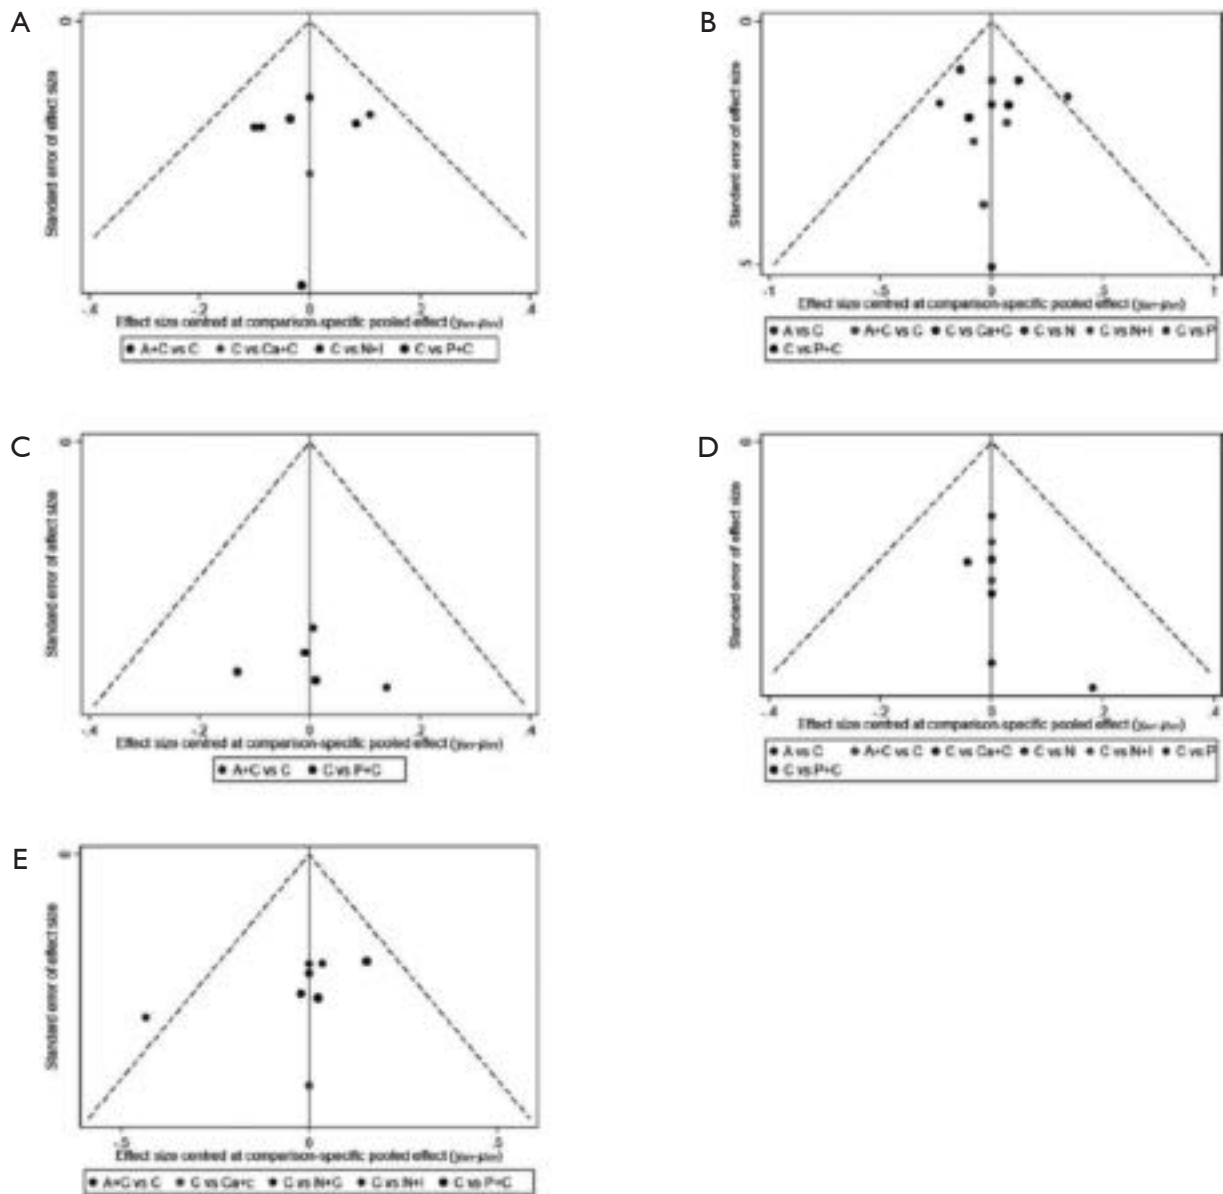 A
Standard error of effect size
0
-.4 -.2 0 .2 .4
Effect size centred at comparison-specific pooled effect
A+C vs C C vs Ca+C C vs N+I C vs P+C
B
Standard error of effect size
0
.5
-1 -.5 0 .5 1
Effect size centred at comparison-specific pooled effect
A vs C A+C vs C C vs Ca+C C vs N C vs N+I C vs P
C vs P+C
C
Standard error of effect size
0
-.4 -.2 0 .2 .4
Effect size centred at comparison-specific pooled effect
A+C vs C C vs P+C
D
Standard error of effect size
0
-.4 -.2 0 .2 .4
Effect size centred at comparison-specific pooled effect
A vs C A+C vs C C vs Ca+C C vs N C vs N+I C vs P
C vs P+C
E
Standard error of effect size
0
-.5 0 .5
Effect size centred at comparison-specific pooled effect
A+C vs C C vs Ca+c C vs N+C C vs N+I C vs P+C